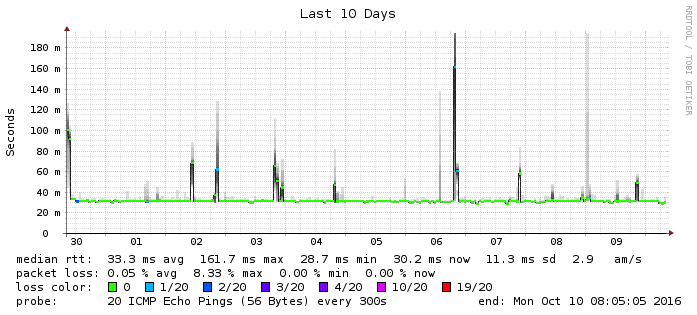 Last 10 Days
RRDTOOL / TOBI OETIKER
Seconds
180 m
160 m
140 m
120 m
100 m
80 m
60 m
40 m
20 m
0
30 01 02 03 04 05 06 07 08 09
median rtt: 33.3 ms avg 161.7 ms max 28.7 ms min 30.2 ms now 11.3 ms sd 2.9 am/s
packet loss: 0.05 % avg 8.33 % max 0.00 % min 0.00 % now
loss color: 0 1/20 2/20 3/20 4/20 10/20 19/20
probe: 20 ICMP Echo Pings (56 Bytes) every 300s end: Mon Oct 10 08:05:05 2016